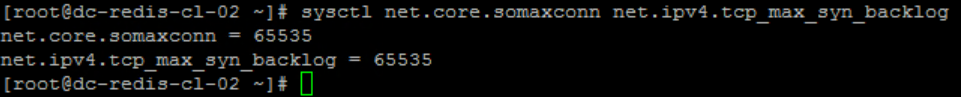 [root@dc-redis-cl-02 ~]# sysctl net.core.somaxconn net.ipv4.tcp_max_syn_backlog
net.core.somaxconn = 65535
net.ipv4.tcp_max_syn_backlog = 65535
[root@dc-redis-cl-02 ~]#